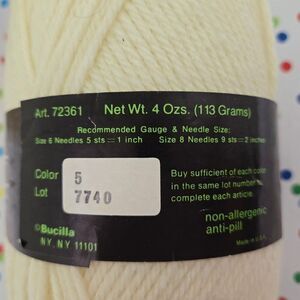 Art. 72361
Net Wt. 4 Ozs. (113 Grams)
Recommended Gauge & Needle Size:
Size 6 Needles 5 sts = 1 inch
Size 8 Needles 9 sts = 2 inches
Color 5
Lot 7740
Buy sufficient of each color
in the same lot number to
complete each article.
non-allergenic
anti-pill
©Bucilla
NY. NY 11101
Made in U.S.A.